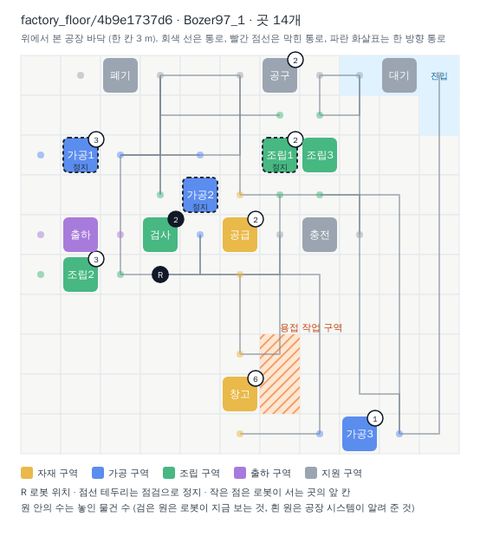 factory_floor/4b9e1737d6 · Bozer97_1 · 곳 14개
위에서 본 공장 바닥 (한 칸 3 m). 회색 선은 통로, 빨간 점선은 막힌 통로, 파란 화살표는 한 방향 통로
폐기
공구
2
대기
진입
가공1
정지
3
조립1
정지
2
조립3
가공2
정지
출하
검사
2
공급
2
충전
조립2
3
R
용접 작업 구역
창고
6
가공3
1
자재 구역
가공 구역
조립 구역
출하 구역
지원 구역
R 로봇 위치 · 점선 테두리는 점검으로 정지 · 작은 점은 로봇이 서는 곳의 앞 칸
원 안의 수는 놓인 물건 수 (검은 원은 로봇이 지금 보는 것, 흰 원은 공장 시스템이 알려 준 것)